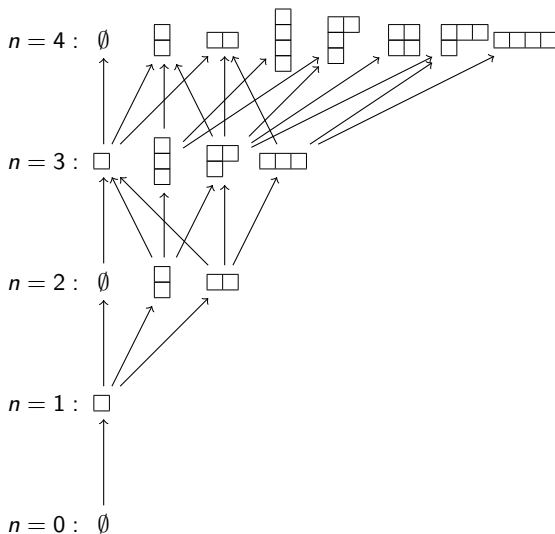 n = 4 : ∅
n = 3 :
n = 2 : ∅
n = 1 :
n = 0 : ∅